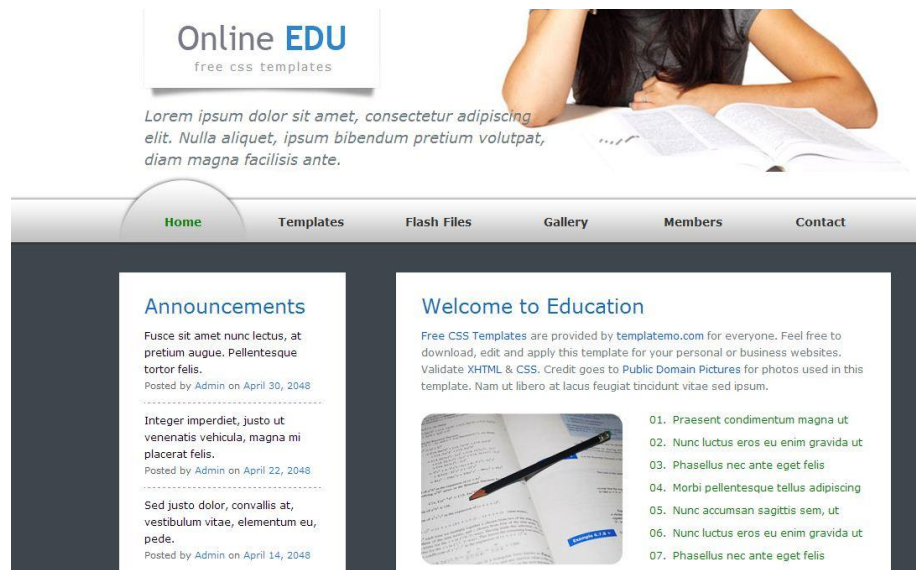 Online EDU
free css templates
Lorem ipsum dolor sit amet, consectetur adipiscing
elit. Nulla aliquet, ipsum bibendum pretium volutpat,
diam magna facilisis ante.
Home
Templates
Flash Files
Gallery
Members
Contact
Announcements
Fusce sit amet nunc lectus, at
pretium augue. Pellentesque
tortor felis.
Posted by Admin on April 30, 2048
Integer imperdiet, justo ut
venenatis vehicula, magna mi
placerat felis.
Posted by Admin on April 22, 2048
Sed justo dolor, convallis at,
vestibulum vitae, elementum eu,
pede.
Posted by Admin on April 14, 2048
Welcome to Education
Free CSS Templates are provided by templatemo.com for everyone. Feel free to
download, edit and apply this template for your personal or business websites.
Validate XHTML & CSS. Credit goes to Public Domain Pictures for photos used in this
template. Nam ut libero at lacus feugiat tincidunt vitae sed ipsum.
01. Praesent condimentum magna ut
02. Nunc luctus eros eu enim gravida ut
03. Phasellus nec ante eget felis
04. Morbi pellentesque tellus adipiscing
05. Nunc accumsan sagittis sem, ut
06. Nunc luctus eros em enim gravida ut
07. Phasellus nec ante eget felis